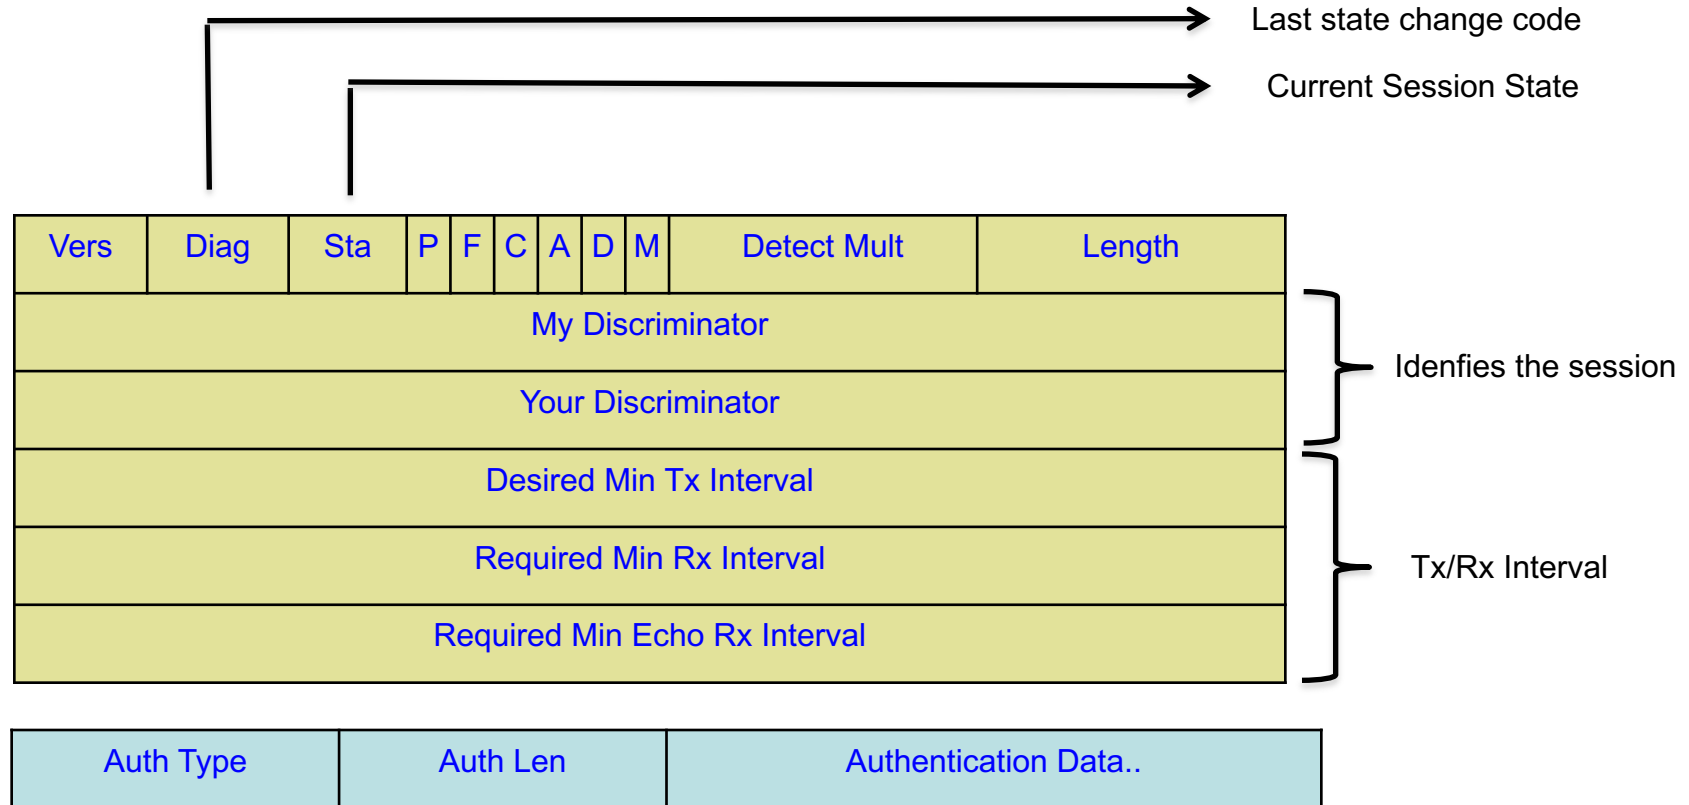 Last state change code
Current Session State
Vers Diag Sta P F C A D M Detect Mult Length
My Discriminator
Your Discriminator
Idenfies the session
Desired Min Tx Interval
Required Min Rx Interval
Tx/Rx Interval
Required Min Echo Rx Interval
Auth Type Auth Len Authentication Data..